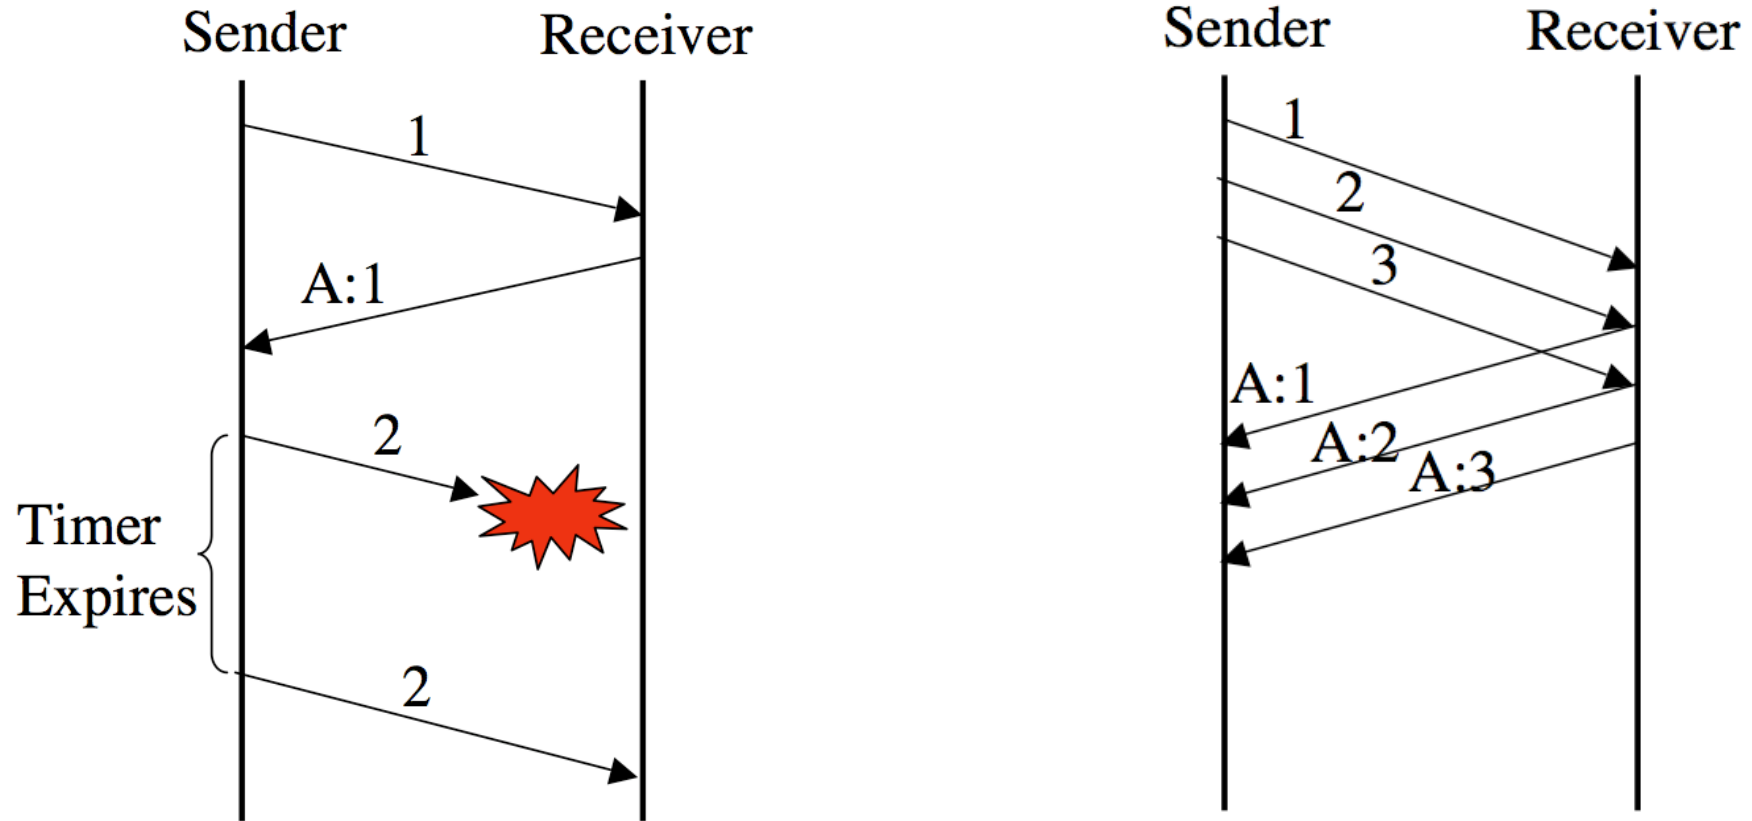 Sender
Receiver
1
A:1
2
Timer
Expires
2
Sender
Receiver
1
2
3
A:1
A:2
A:3